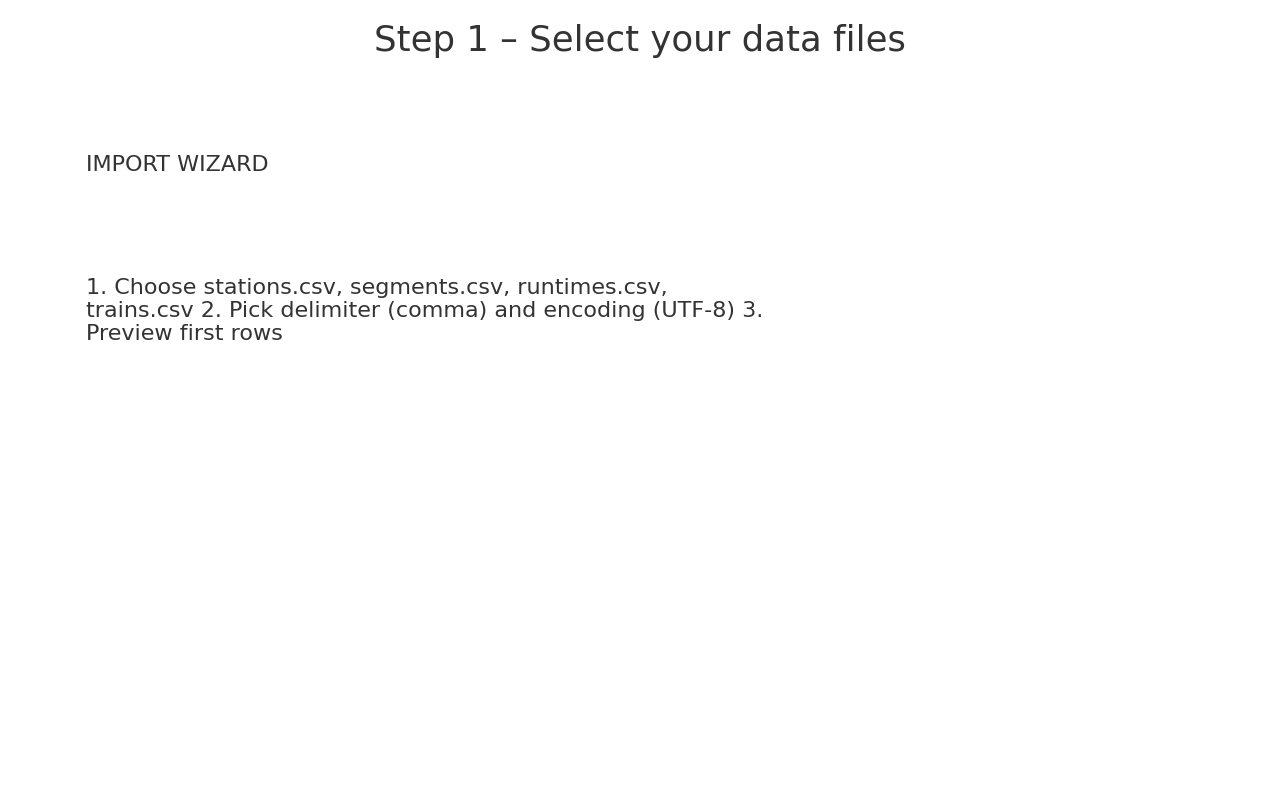 Step 1 – Select your data files
IMPORT WIZARD
1. Choose stations.csv, segments.csv, runtimes.csv,
trains.csv 2. Pick delimiter (comma) and encoding (UTF-8) 3.
Preview first rows